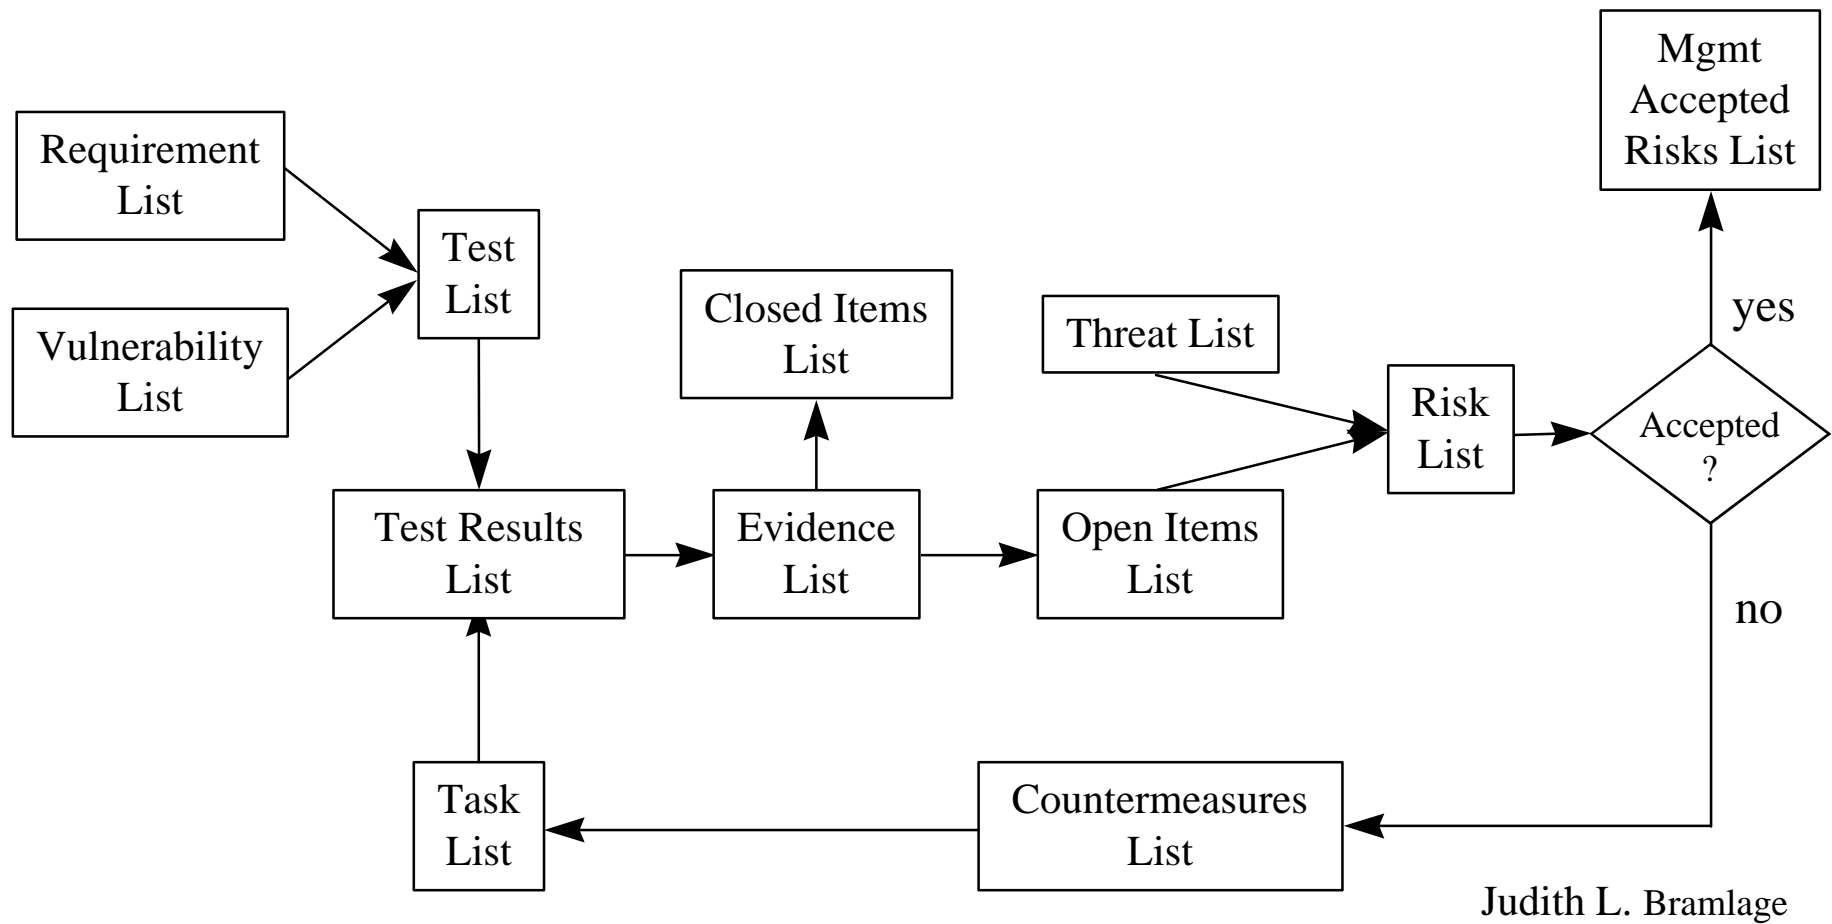 Mgmt
Accepted
Risks List
Requirement
List
Test
List
Vulnerability
List
Closed Items
List
Threat List
yes
Risk
List
Accepted
?
Test Results
List
Evidence
List
Open Items
List
no
Task
List
Countermeasures
List
Judith L. Bramlage